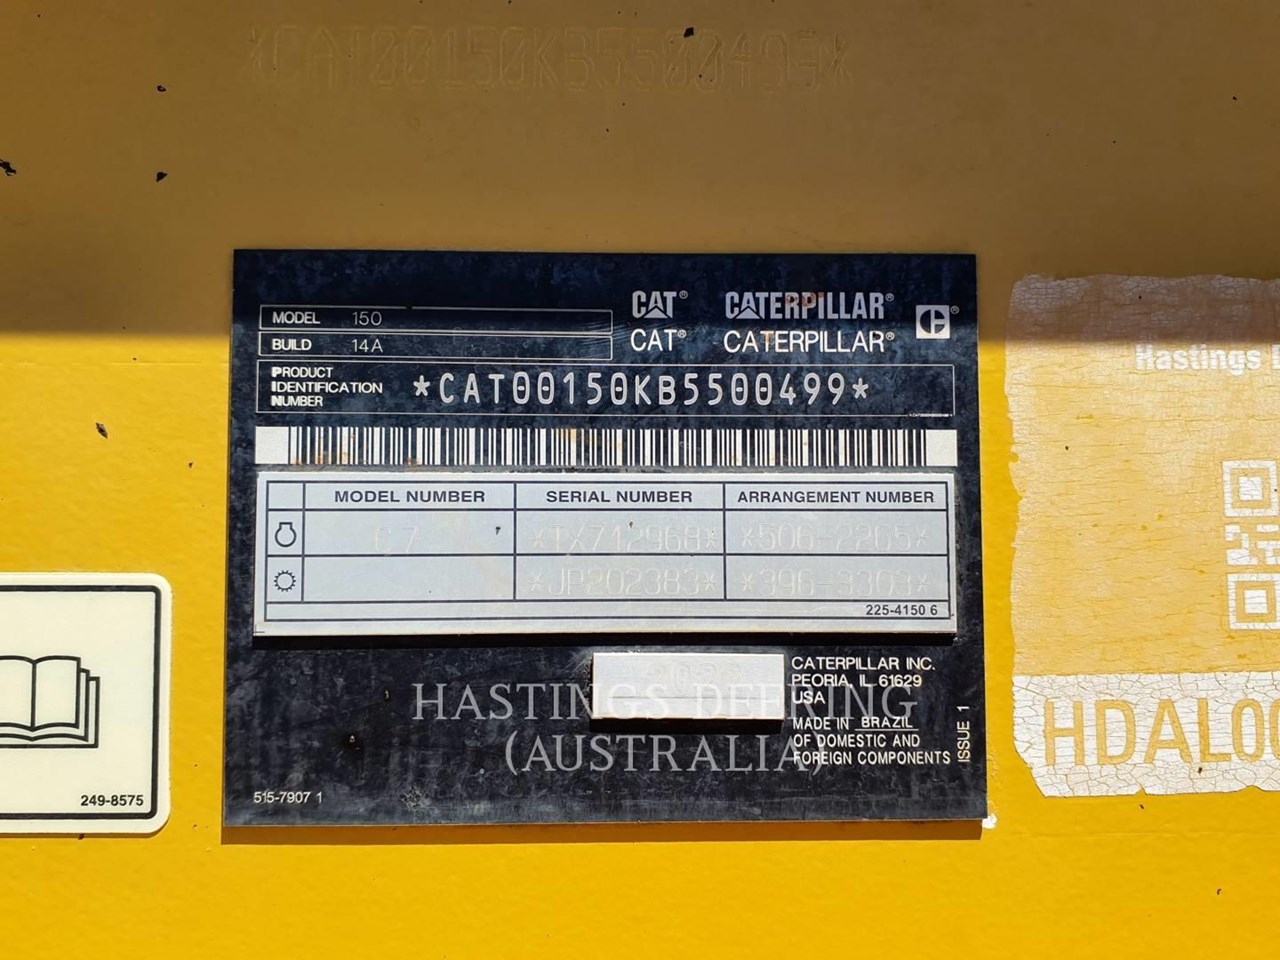 *CAT00150KB5500499*
CAT® CATERPILLAR®
MODEL 150
CAT® CATERPILLAR®
BUILD 14A
PRODUCT IDENTIFICATION NUMBER *CAT00150KB5500499*
MODEL NUMBER SERIAL NUMBER ARRANGEMENT NUMBER
C7 *TX712968* *506-2265*
*JP202383* *396-9303*
225-4150 6
CATERPILLAR INC.
PEORIA, IL 61629
USA
MADE IN BRAZIL
OF DOMESTIC AND
FOREIGN COMPONENTS
ISSUE 1
515-7907 1
HASTINGS DEERING
(AUSTRALIA)
249-8575
Hastings
HDAL00